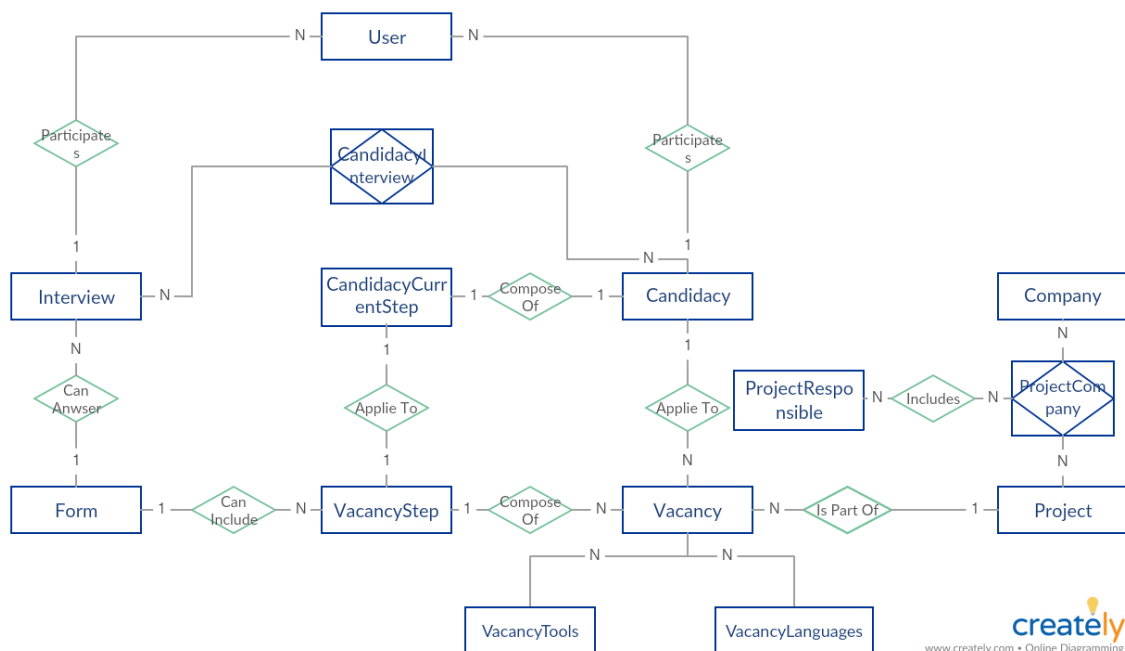 N
User
N
Participate
s
CandidacyI
nterview
Participate
s
1
1
N
Interview
N
CandidacyCurr
entStep
1
Compose
Of
1
Candidacy
Company
N
1
1
N
Can
Anwser
Applie To
Applie To
ProjectRespo
nsible
N
Includes
N
ProjectCom
pany
1
1
N
N
Form
1
Can
Include
N
VacancyStep
1
Compose
Of
N
Vacancy
N
Is Part Of
1
Project
N
N
VacancyTools
VacancyLanguages
creately
www.creately.com • Online Diagramming